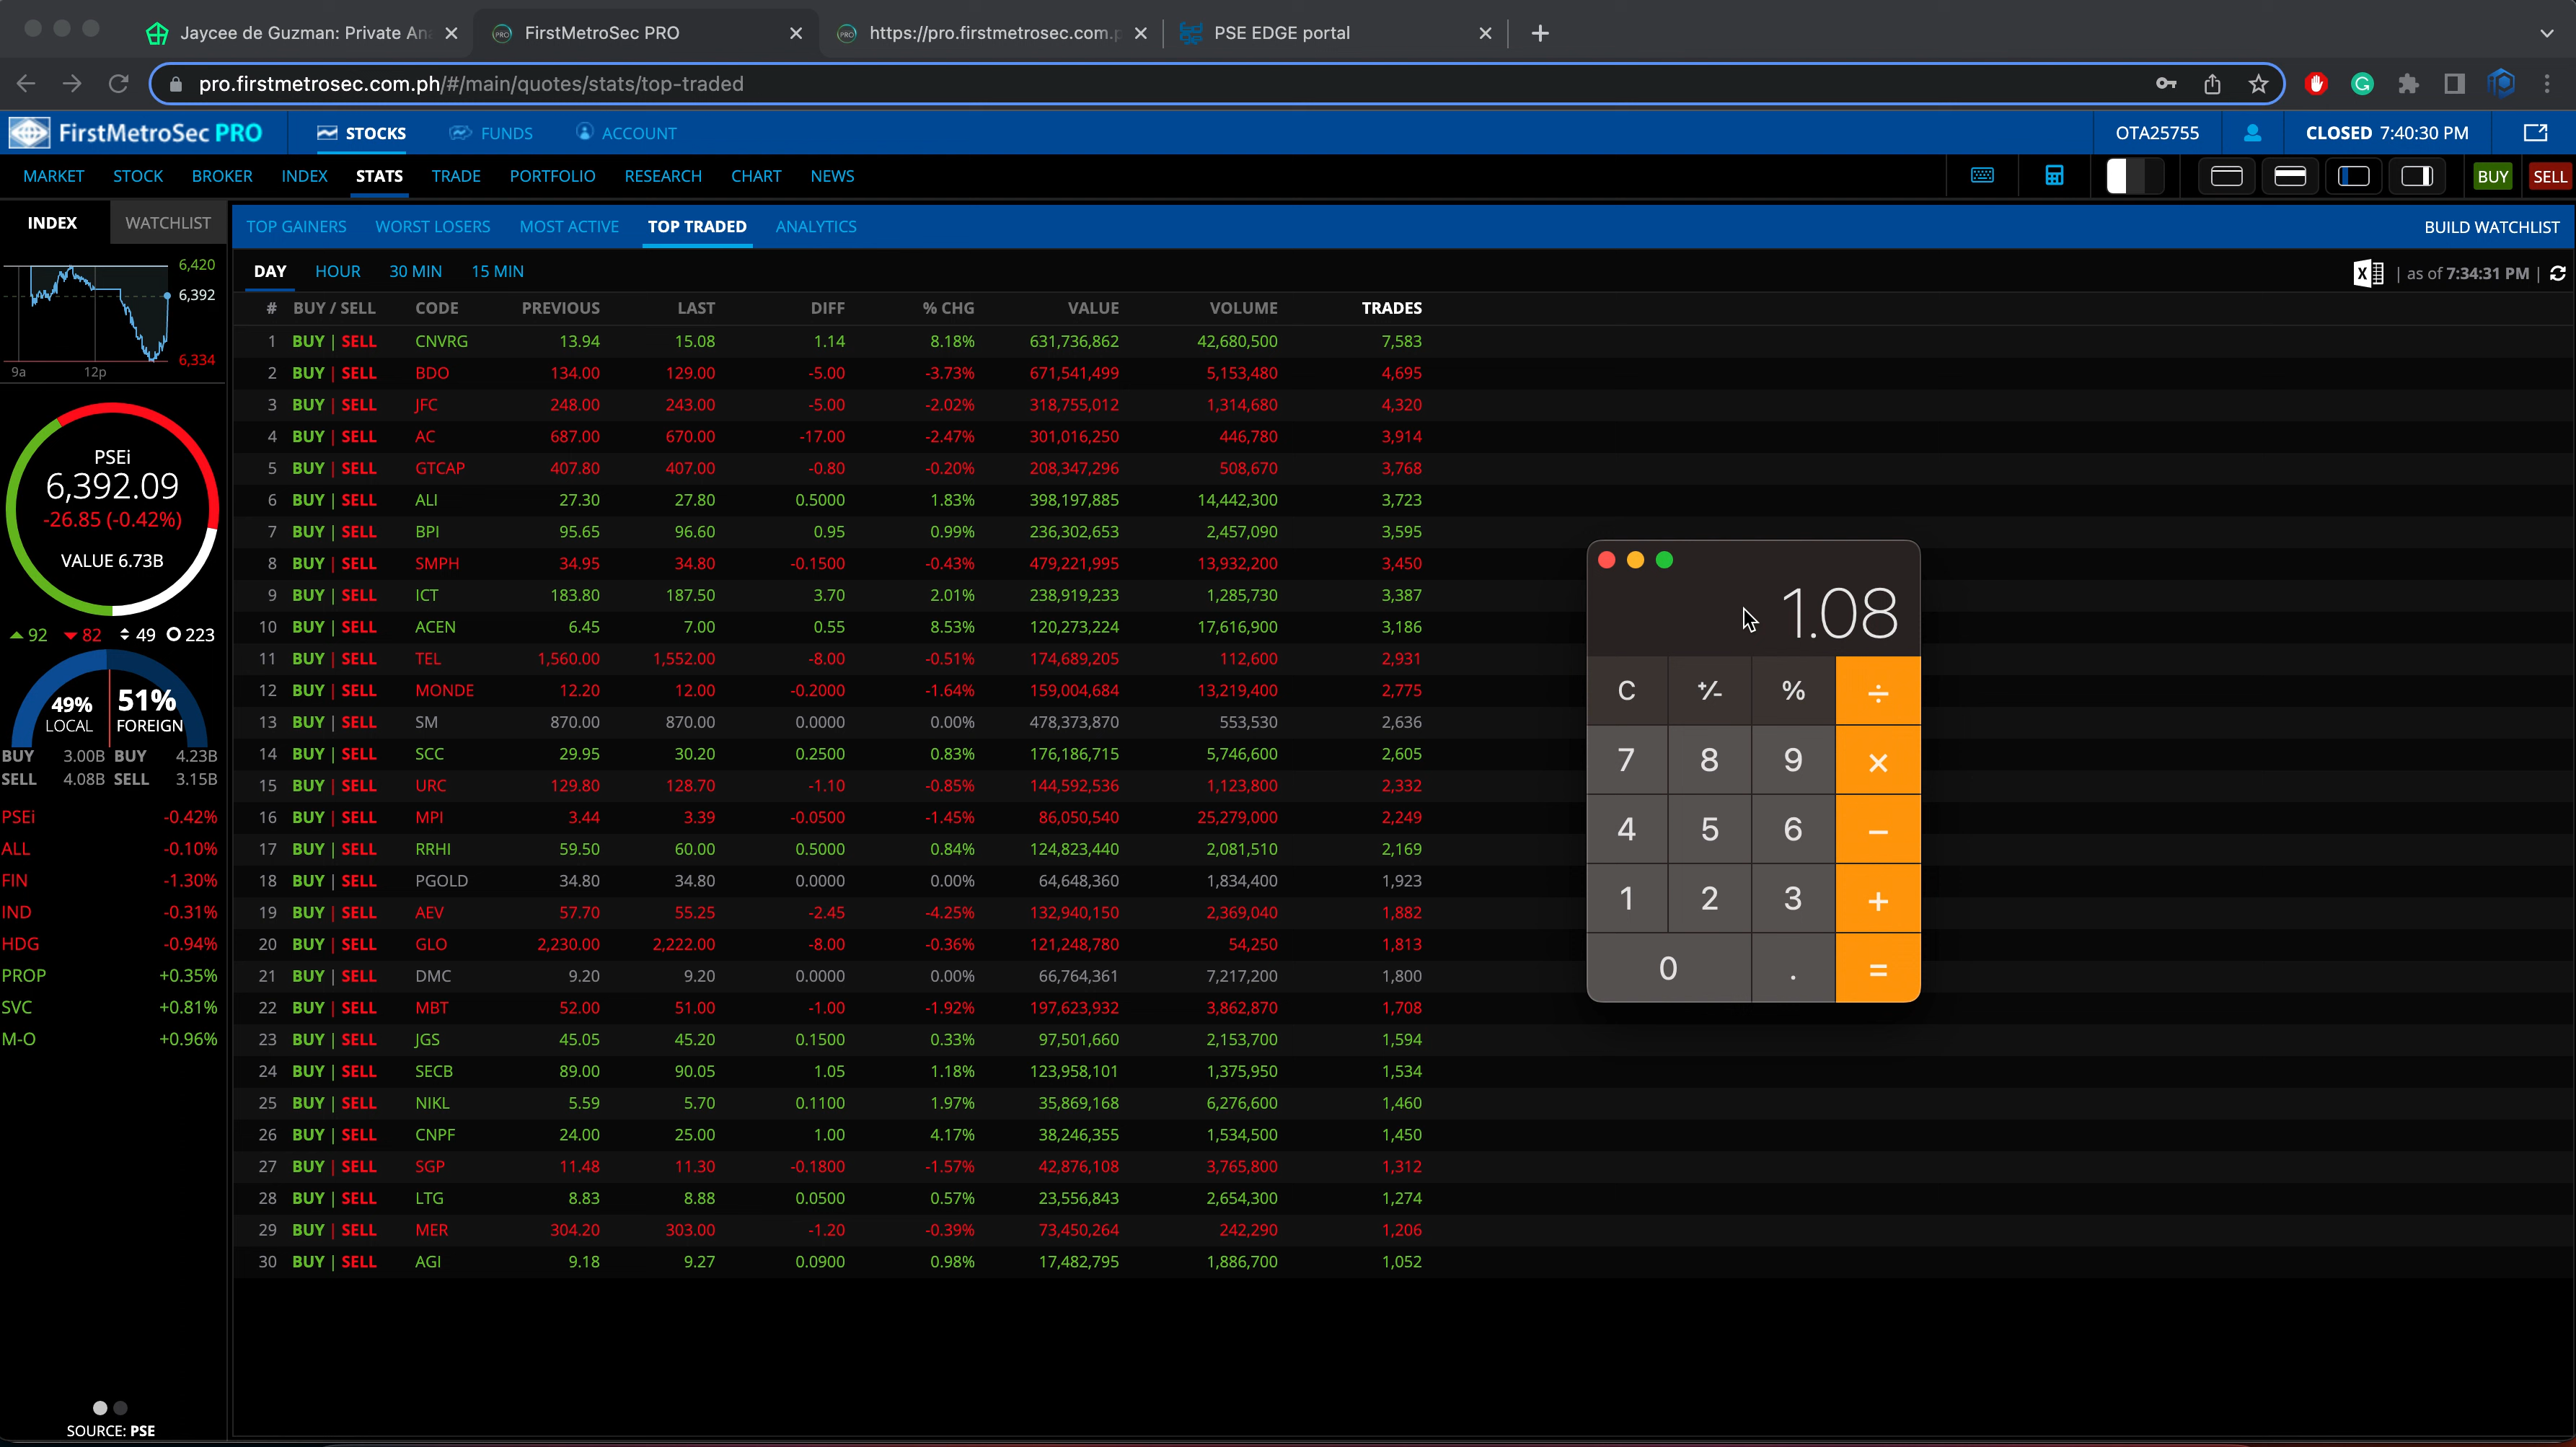 Jaycee de Guzman: Private An
FirstMetroSec PRO
https://pro.firstmetrosec.com.p
PSE EDGE portal
pro.firstmetrosec.com.ph/#/main/quotes/stats/top-traded
FirstMetroSec PRO STOCKS FUNDS ACCOUNT OTA25755 CLOSED 7:40:30 PM
MARKET STOCK BROKER INDEX STATS TRADE PORTFOLIO RESEARCH CHART NEWS BUY SELL
INDEX WATCHLIST
6,420
6,392
6,334
9a 12p
PSEi
6,392.09
-26.85 (-0.42%)
VALUE 6.73B
92 82 49 223
49% 51%
LOCAL FOREIGN
BUY 3.00B BUY 4.23B
SELL 4.08B SELL 3.15B
PSEi -0.42%
ALL -0.10%
FIN -1.30%
IND -0.31%
HDG -0.94%
PROP +0.35%
SVC +0.81%
M-O +0.96%
SOURCE: PSE
TOP GAINERS WORST LOSERS MOST ACTIVE TOP TRADED ANALYTICS BUILD WATCHLIST
DAY HOUR 30 MIN 15 MIN | as of 7:34:31 PM |
# BUY / SELL CODE PREVIOUS LAST DIFF % CHG VALUE VOLUME TRADES
1 BUY | SELL CNVRG 13.94 15.08 1.14 8.18% 631,736,862 42,680,500 7,583
2 BUY | SELL BDO 134.00 129.00 -5.00 -3.73% 671,541,499 5,153,480 4,695
3 BUY | SELL JFC 248.00 243.00 -5.00 -2.02% 318,755,012 1,314,680 4,320
4 BUY | SELL AC 687.00 670.00 -17.00 -2.47% 301,016,250 446,780 3,914
5 BUY | SELL GTCAP 407.80 407.00 -0.80 -0.20% 208,347,296 508,670 3,768
6 BUY | SELL ALI 27.30 27.80 0.5000 1.83% 398,197,885 14,442,300 3,723
7 BUY | SELL BPI 95.65 96.60 0.95 0.99% 236,302,653 2,457,090 3,595
8 BUY | SELL SMPH 34.95 34.80 -0.1500 -0.43% 479,221,995 13,932,200 3,450
9 BUY | SELL ICT 183.80 187.50 3.70 2.01% 238,919,233 1,285,730 3,387
10 BUY | SELL ACEN 6.45 7.00 0.55 8.53% 120,273,224 17,616,900 3,186
11 BUY | SELL TEL 1,560.00 1,552.00 -8.00 -0.51% 174,689,205 112,600 2,931
12 BUY | SELL MONDE 12.20 12.00 -0.2000 -1.64% 159,004,684 13,219,400 2,775
13 BUY | SELL SM 870.00 870.00 0.0000 0.00% 478,373,870 553,530 2,636
14 BUY | SELL SCC 29.95 30.20 0.2500 0.83% 176,186,715 5,746,600 2,605
15 BUY | SELL URC 129.80 128.70 -1.10 -0.85% 144,592,536 1,123,800 2,332
16 BUY | SELL MPI 3.44 3.39 -0.0500 -1.45% 86,050,540 25,279,000 2,249
17 BUY | SELL RRHI 59.50 60.00 0.5000 0.84% 124,823,440 2,081,510 2,169
18 BUY | SELL PGOLD 34.80 34.80 0.0000 0.00% 64,648,360 1,834,400 1,923
19 BUY | SELL AEV 57.70 55.25 -2.45 -4.25% 132,940,150 2,369,040 1,882
20 BUY | SELL GLO 2,230.00 2,222.00 -8.00 -0.36% 121,248,780 54,250 1,813
21 BUY | SELL DMC 9.20 9.20 0.0000 0.00% 66,764,361 7,217,200 1,800
22 BUY | SELL MBT 52.00 51.00 -1.00 -1.92% 197,623,932 3,862,870 1,708
23 BUY | SELL JGS 45.05 45.20 0.1500 0.33% 97,501,660 2,153,700 1,594
24 BUY | SELL SECB 89.00 90.05 1.05 1.18% 123,958,101 1,375,950 1,534
25 BUY | SELL NIKL 5.59 5.70 0.1100 1.97% 35,869,168 6,276,600 1,460
26 BUY | SELL CNPF 24.00 25.00 1.00 4.17% 38,246,355 1,534,500 1,450
27 BUY | SELL SGP 11.48 11.30 -0.1800 -1.57% 42,876,108 3,765,800 1,312
28 BUY | SELL LTG 8.83 8.88 0.0500 0.57% 23,556,843 2,654,300 1,274
29 BUY | SELL MER 304.20 303.00 -1.20 -0.39% 73,450,264 242,290 1,206
30 BUY | SELL AGI 9.18 9.27 0.0900 0.98% 17,482,795 1,886,700 1,052
1.08
C +/- % ÷
7 8 9 ×
4 5 6 −
1 2 3 +
0 . =